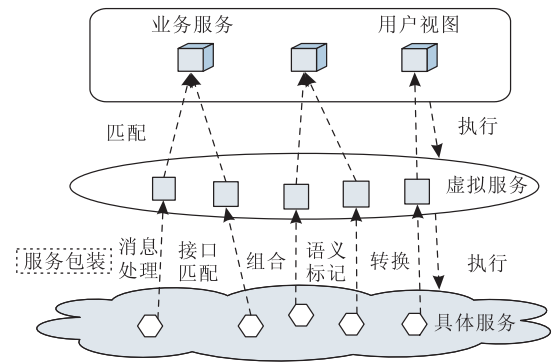 业务服务
用户视图
匹配
执行
虚拟服务
服务包装
消息
处理
接口
匹配
组合
语义
标记
转换
执行
具体服务